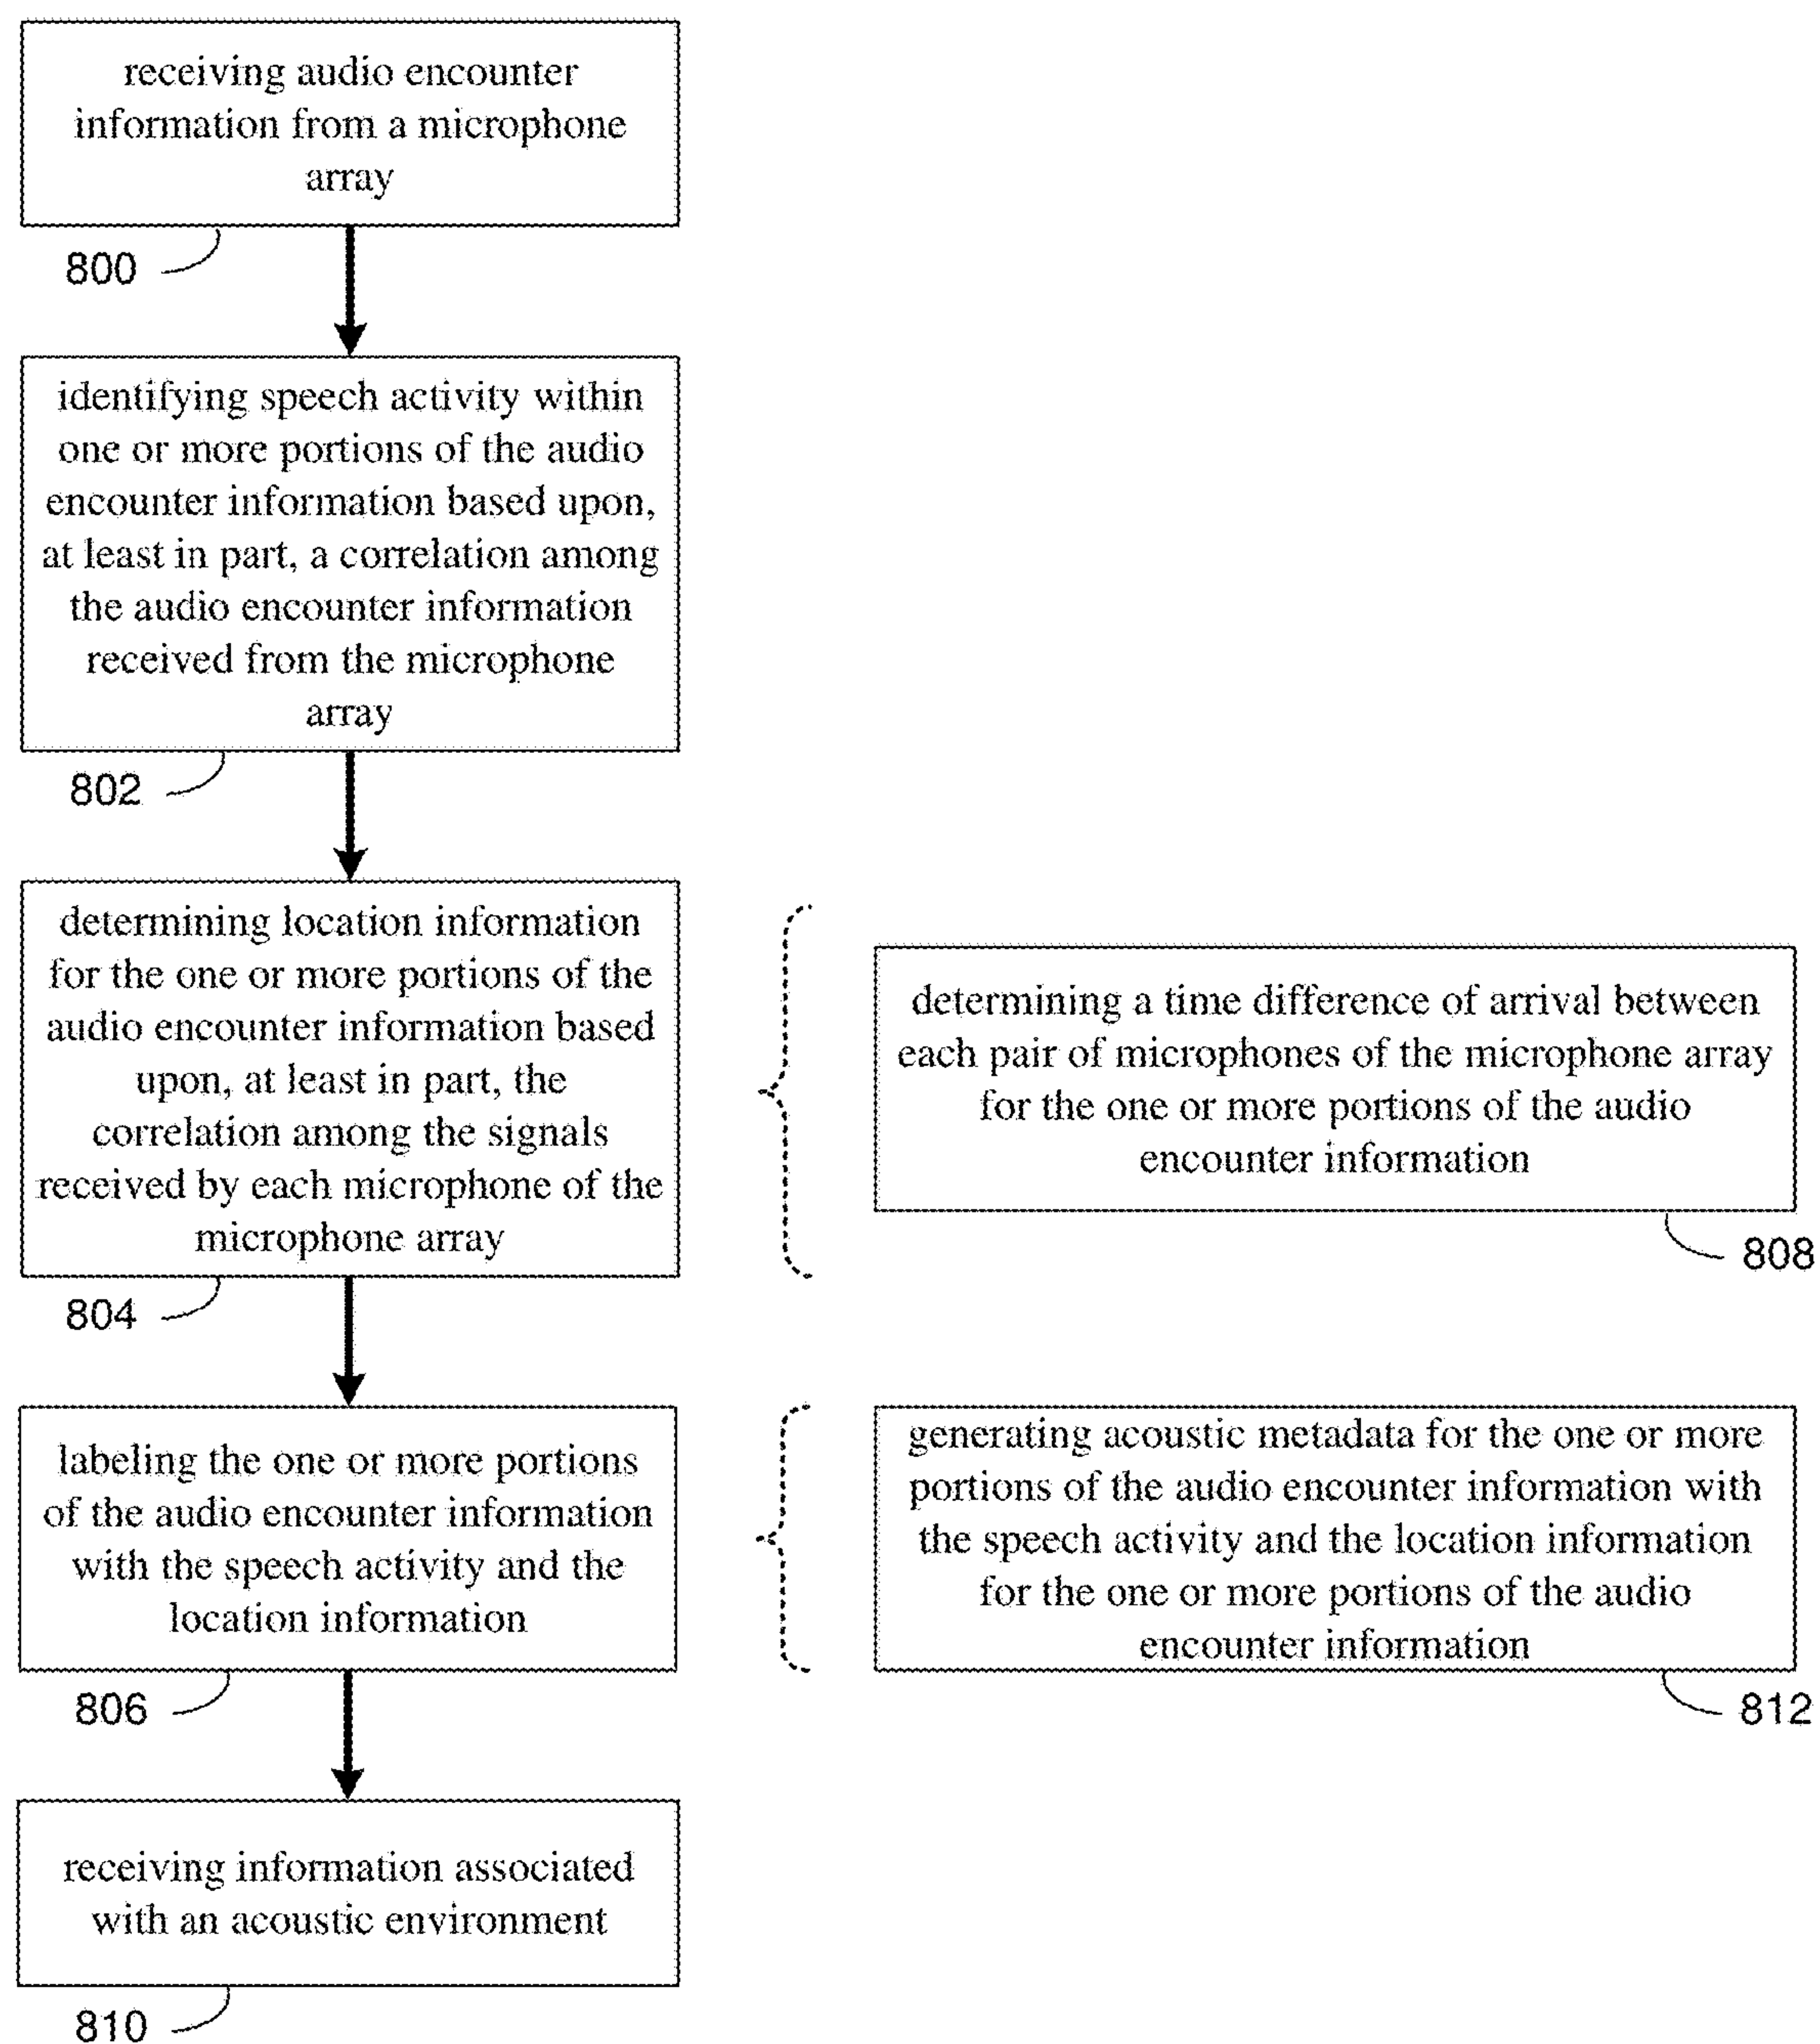 receiving audio encounter
information from a microphone
array
800
identifying speech activity within
one or more portions of the audio
encounter information based upon,
at least in part, a correlation among
the audio encounter information
received from the microphone
array
802
determining location information
for the one or more portions of the
audio encounter information based
upon, at least in part, the
correlation among the signals
received by each microphone of the
microphone array
804
determining a time difference of arrival between
each pair of microphones of the microphone array
for the one or more portions of the audio
encounter information
808
labeling the one or more portions
of the audio encounter information
with the speech activity and the
location information
806
generating acoustic metadata for the one or more
portions of the audio encounter information with
the speech activity and the location information
for the one or more portions of the audio
encounter information
812
receiving information associated
with an acoustic environment
810